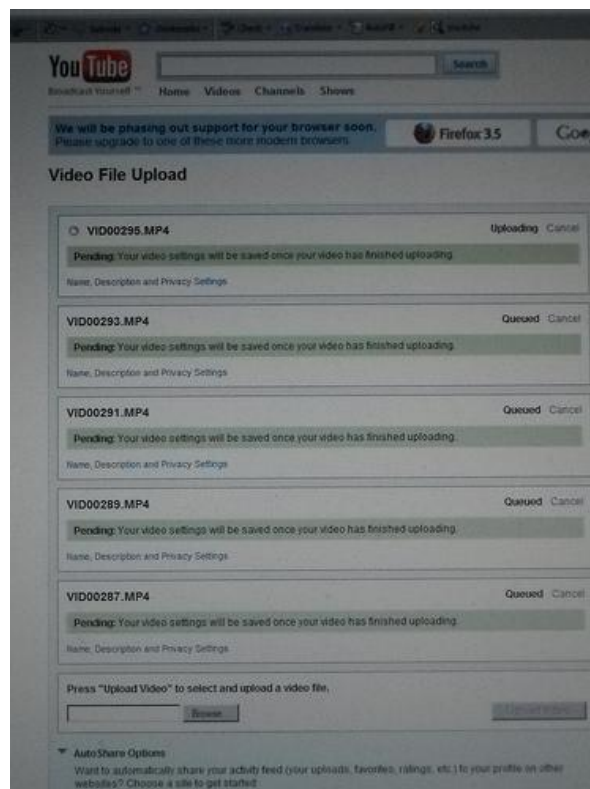 You Tube
Broadcast Yourself ™
Search
Home Videos Channels Shows
We will be phasing out support for your browser soon.
Please upgrade to one of these more modern browsers.
Firefox 3.5
Video File Upload
VID00295.MP4 Uploading Cancel
Pending: Your video settings will be saved once your video has finished uploading.
Name, Description and Privacy Settings
VID00293.MP4 Queued Cancel
Pending: Your video settings will be saved once your video has finished uploading.
Name, Description and Privacy Settings
VID00291.MP4 Queued Cancel
Pending: Your video settings will be saved once your video has finished uploading.
Name, Description and Privacy Settings
VID00289.MP4 Queued Cancel
Pending: Your video settings will be saved once your video has finished uploading.
Name, Description and Privacy Settings
VID00287.MP4 Queued Cancel
Pending: Your video settings will be saved once your video has finished uploading.
Name, Description and Privacy Settings
Press "Upload Video" to select and upload a video file.
Browse... Upload Video
AutoShare Options
Want to automatically share your activity feed (your uploads, favorites, ratings, etc.) to your profile on other
websites? Choose a site to get started: